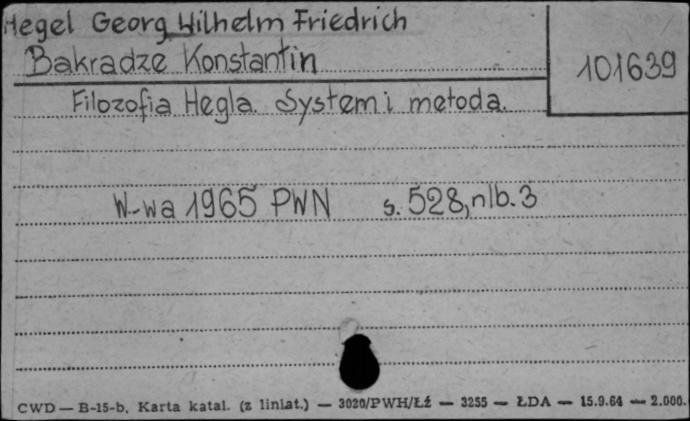 Hegel Georg Wilhelm Friedrich
Bakradze Konstantin
101639
Filozofia Hegla. System i metoda.
W-wa 1965 PWN s. 528, nlb. 3
CWD — B-15-b, Karta katal. (z liniat.) — 3020/PWH/Łź — 3255 — ŁDA — 15.9.64 — 2.000.